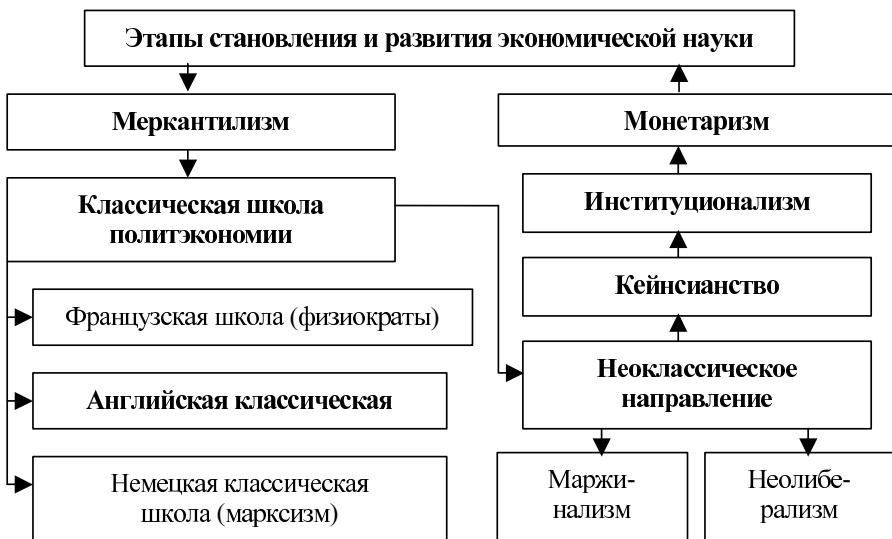 Этапы становления и развития экономической науки
Меркантилизм
Классическая школа
политэкономии
Французская школа (физиократы)
Английская классическая
Немецкая классическая
школа (марксизм)
Монетаризм
Институционализм
Кейнсианство
Неоклассическое
направление
Маржи-
нализм
Неолибе-
рализм